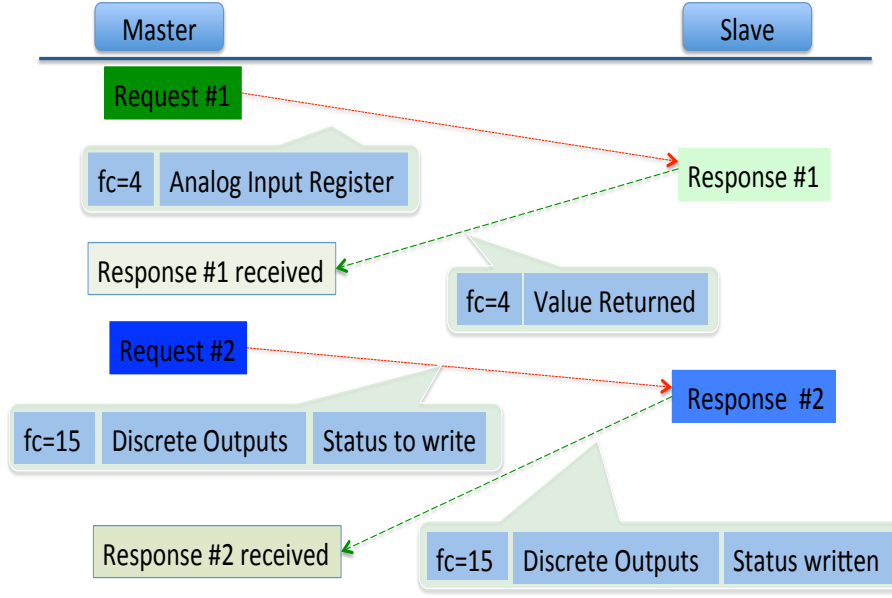 Master
Slave
Request #1
fc=4 Analog Input Register
Response #1
Response #1 received
fc=4 Value Returned
Request #2
Response #2
fc=15 Discrete Outputs Status to write
Response #2 received
fc=15 Discrete Outputs Status written